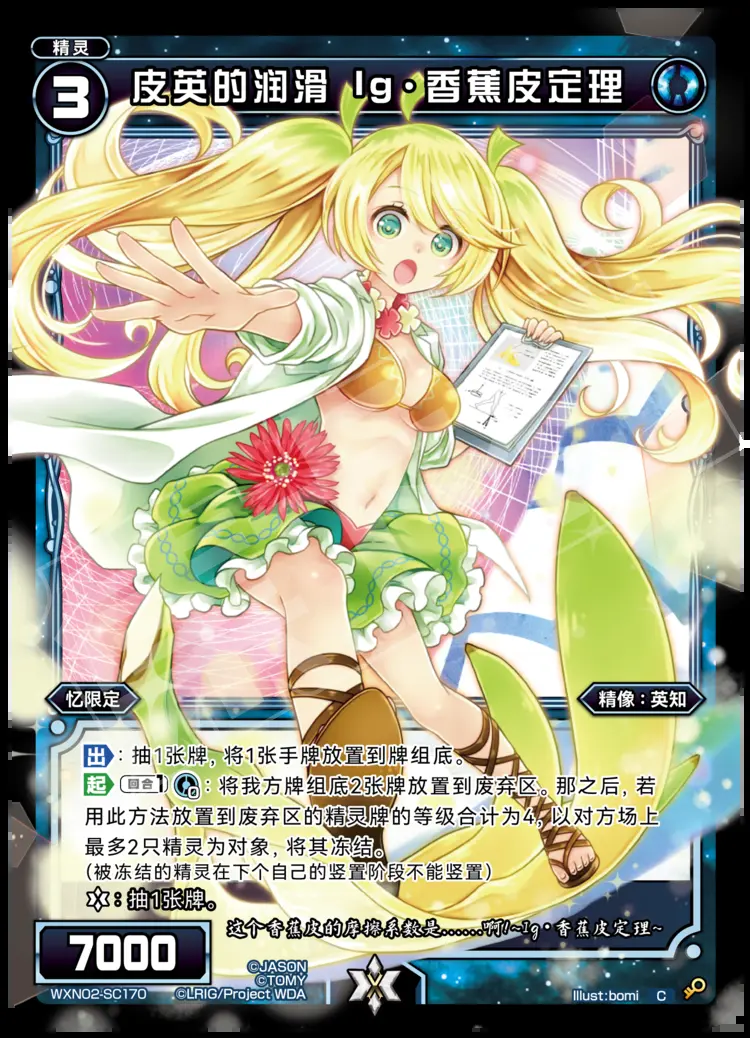 精灵
3
皮英的润滑 Ig·香蕉皮定理
忆限定
精像：英知
出：抽1张牌，将1张手牌放置到牌组底。
起 回合1 0：将我方牌组底2张牌放置到废弃区。那之后，若
用此方法放置到废弃区的精灵牌的等级合计为4，以对方场上
最多2只精灵为对象，将其冻结。
(被冻结的精灵在下个自己的竖置阶段不能竖置)
：抽1张牌。
这个香蕉皮的摩擦系数是……啊!~Ig·香蕉皮定理~
7000
©JASON
©TOMY
WXN02-SC170 ©LRIG/Project WDA
Illust:bomi C